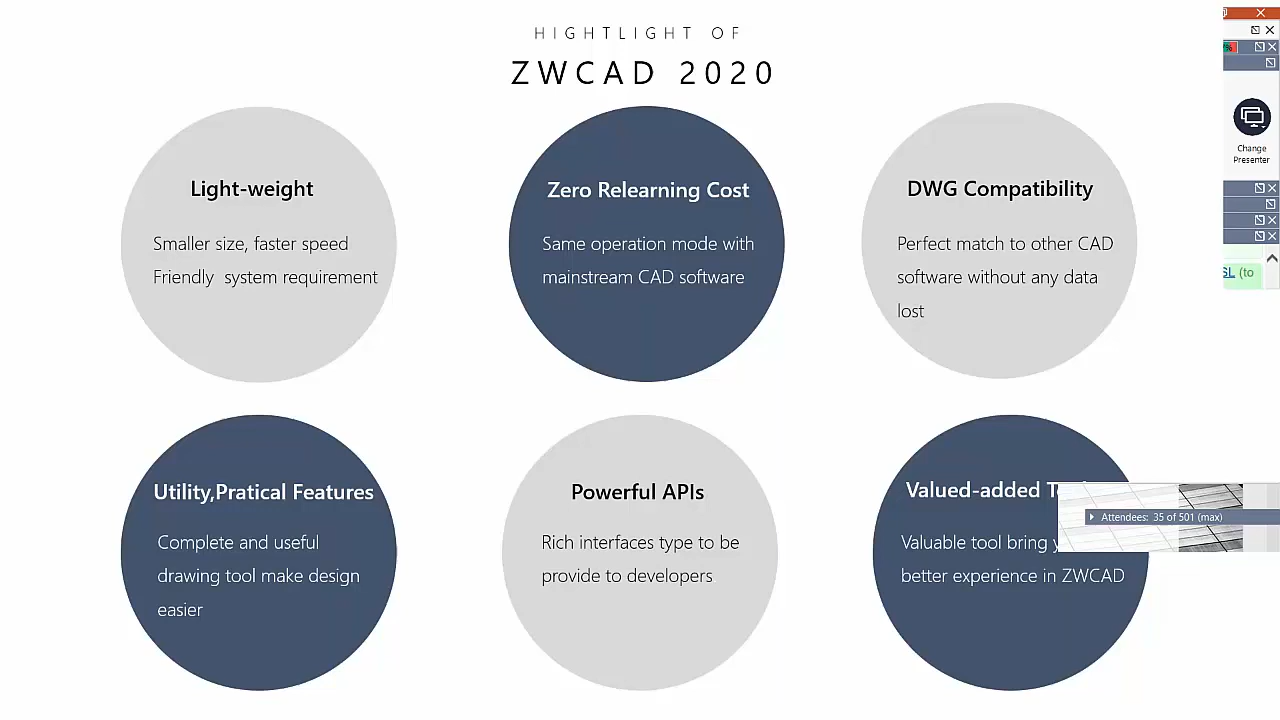 HIGHTLIGHT OF
ZWCAD 2020
Light-weight
Smaller size, faster speed
Friendly system requirement
Zero Relearning Cost
Same operation mode with
mainstream CAD software
DWG Compatibility
Perfect match to other CAD
software without any data
lost
Utility,Pratical Features
Complete and useful
drawing tool make design
easier
Powerful APIs
Rich interfaces type to be
provide to developers
Valued-added
Valuable tool bring
better experience in ZWCAD
Change
Presenter
SL (to
Attendees: 35 of 501 (max)